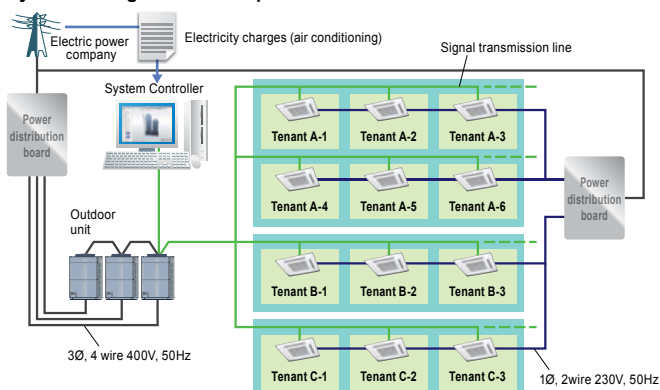 Electric power
company
Electricity charges (air conditioning)
Signal transmission line
System Controller
Power
distribution
board
Tenant A-1
Tenant A-2
Tenant A-3
Tenant A-4
Tenant A-5
Tenant A-6
Power
distribution
board
Outdoor
unit
Tenant B-1
Tenant B-2
Tenant B-3
3Ø, 4 wire 400V, 50Hz
Tenant C-1
Tenant C-2
Tenant C-3
1Ø, 2wire 230V, 50Hz